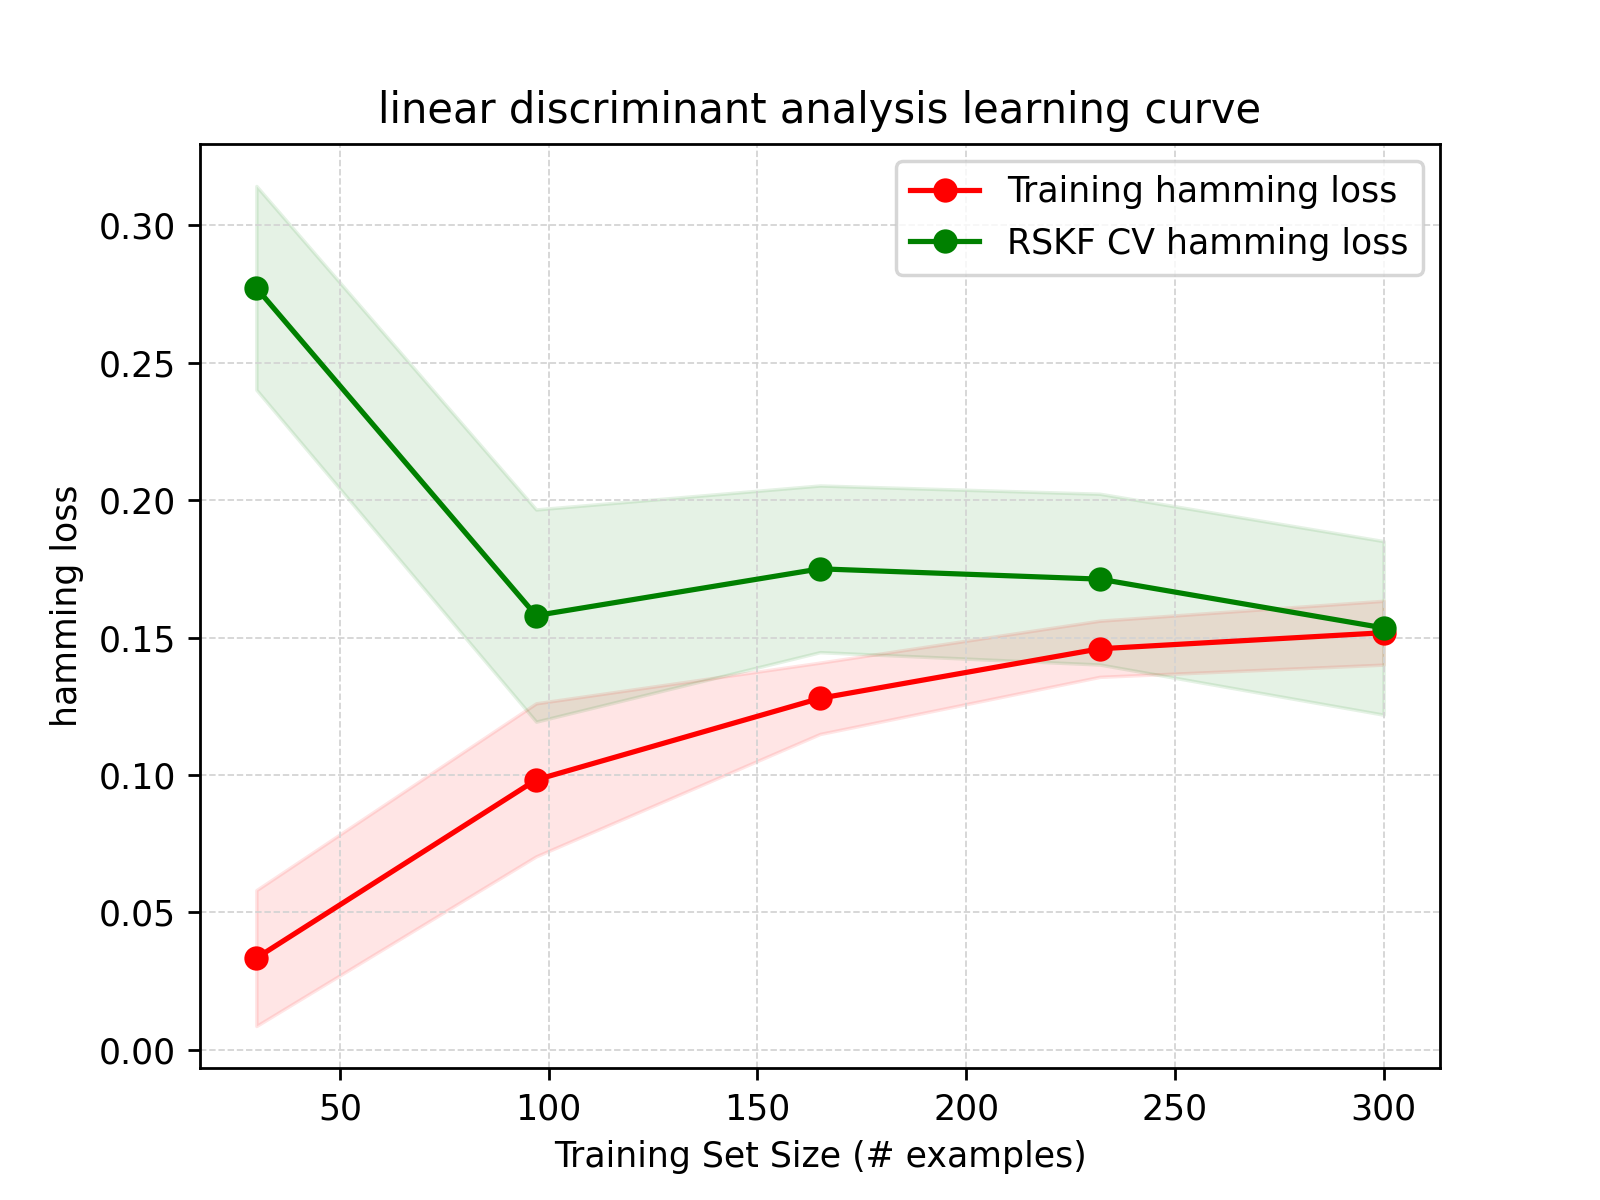 linear discriminant analysis learning curve
Training hamming loss
RSKF CV hamming loss
0.30
0.25
0.20
0.15
0.10
0.05
0.00
hamming loss
50 100 150 200 250 300
Training Set Size (# examples)